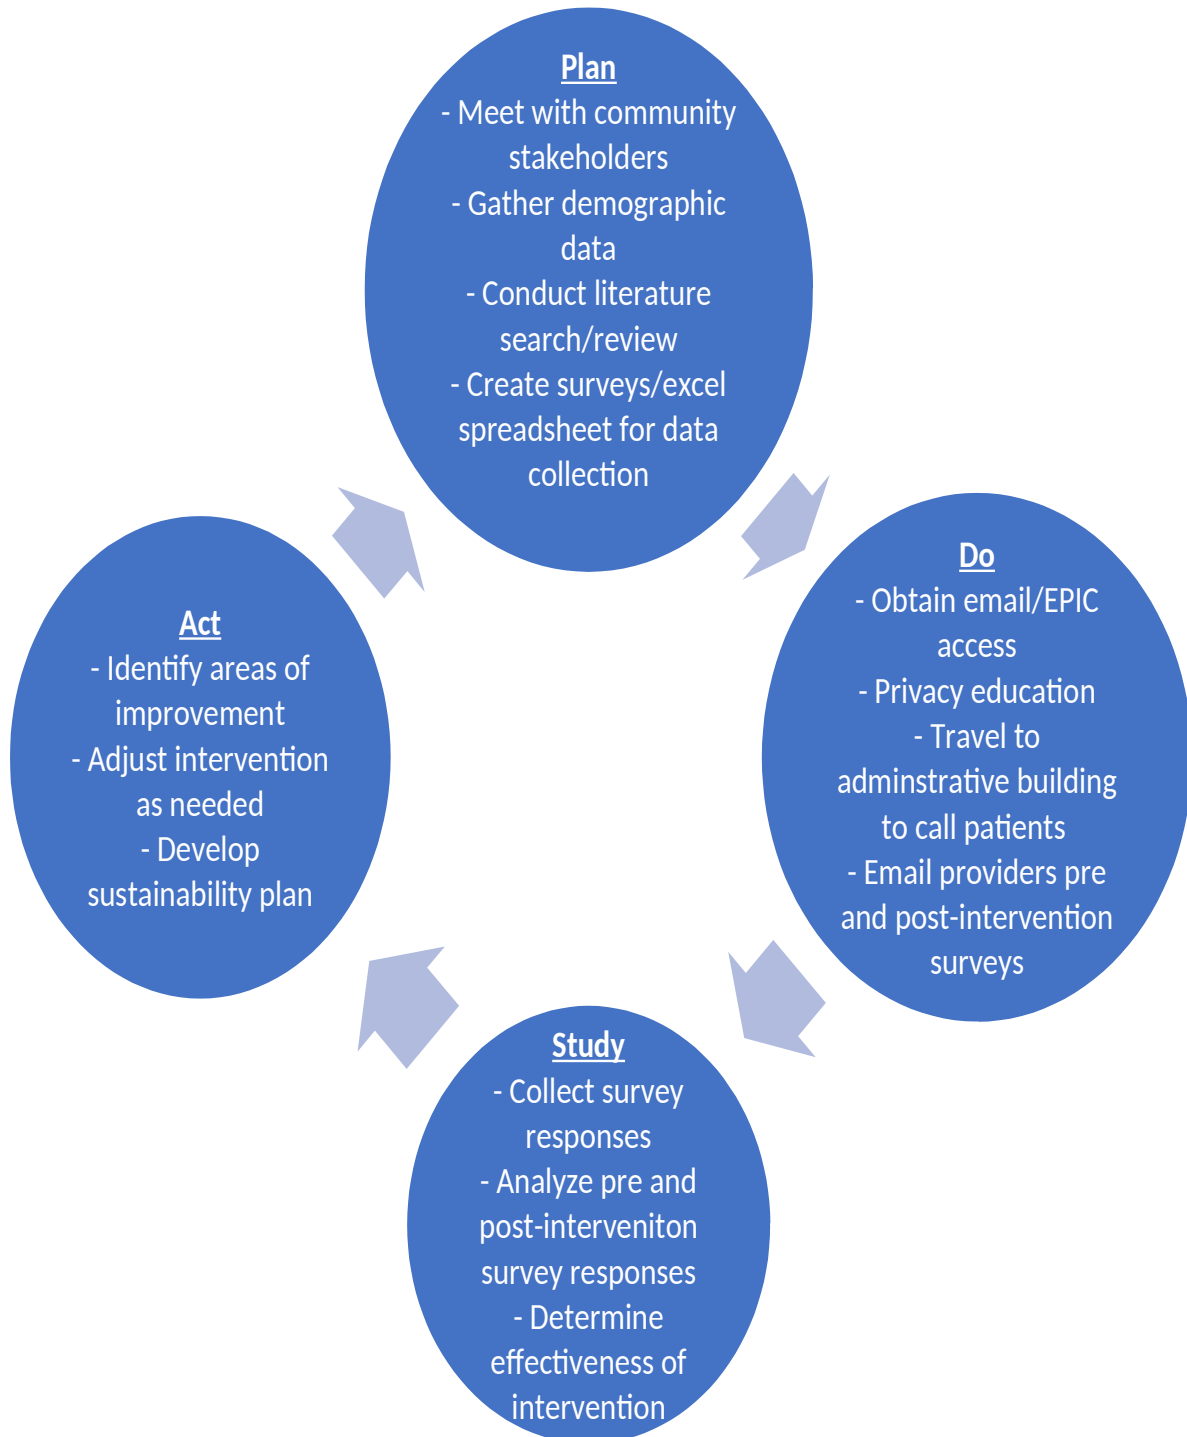 Plan
- Meet with community
stakeholders
- Gather demographic
data
- Conduct literature
search/review
- Create surveys/excel
spreadsheet for data
collection
Do
- Obtain email/EPIC
access
- Privacy education
- Travel to
adminstrative building
to call patients
- Email providers pre
and post-intervention
surveys
Study
- Collect survey
responses
- Analyze pre and
post-interveniton
survey responses
- Determine
effectiveness of
intervention
Act
- Identify areas of
improvement
- Adjust intervention
as needed
- Develop
sustainability plan